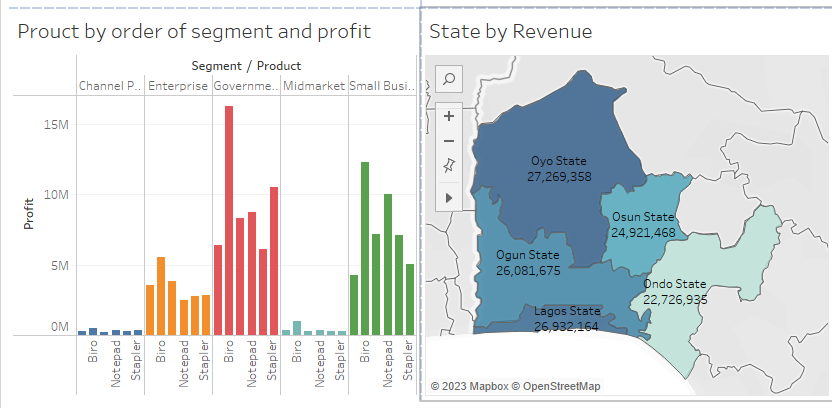 Prouct by order of segment and profit
Segment / Product
Channel P.. Enterprise Governme.. Midmarket Small Busi..
Profit
15M
10M
5M
0M
Biro Notepad Stapler Biro Notepad Stapler Biro Notepad Stapler Biro Notepad Stapler Biro Notepad Stapler
State by Revenue
Oyo State
27,269,358
Osun State
24,921,468
Ogun State
26,081,675
Ondo State
22,726,935
Lagos State
26,932,164
© 2023 Mapbox © OpenStreetMap